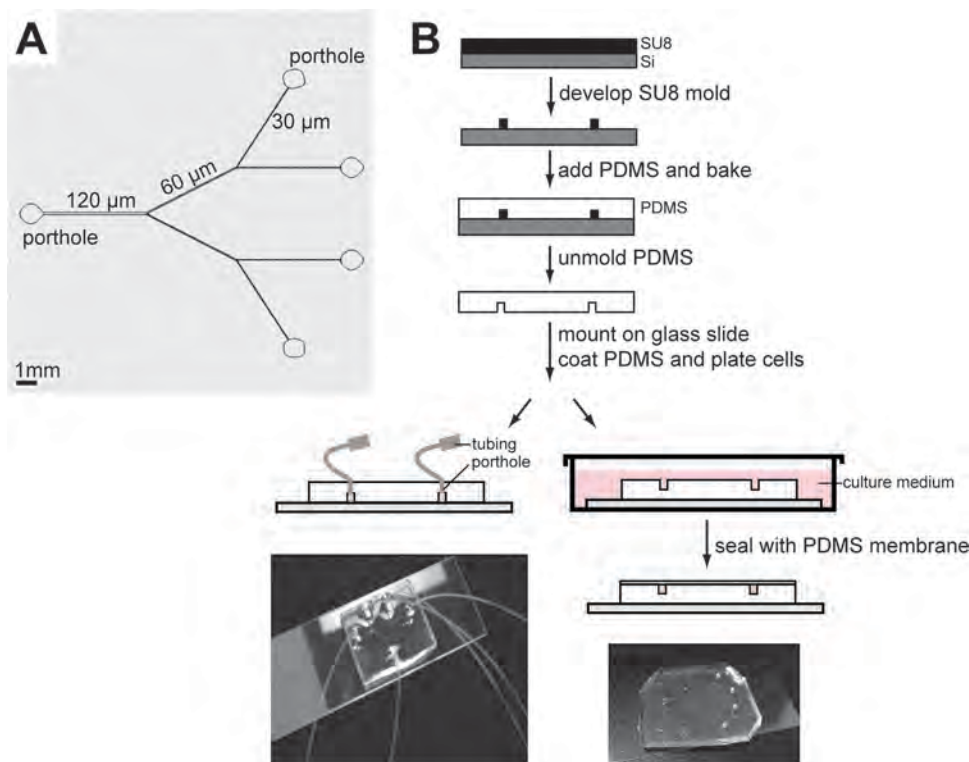 A
porthole
30 µm
60 µm
120 µm
porthole
1mm
B
SU8
Si
develop SU8 mold
add PDMS and bake
PDMS
unmold PDMS
mount on glass slide
coat PDMS and plate cells
tubing
porthole
culture medium
seal with PDMS membrane